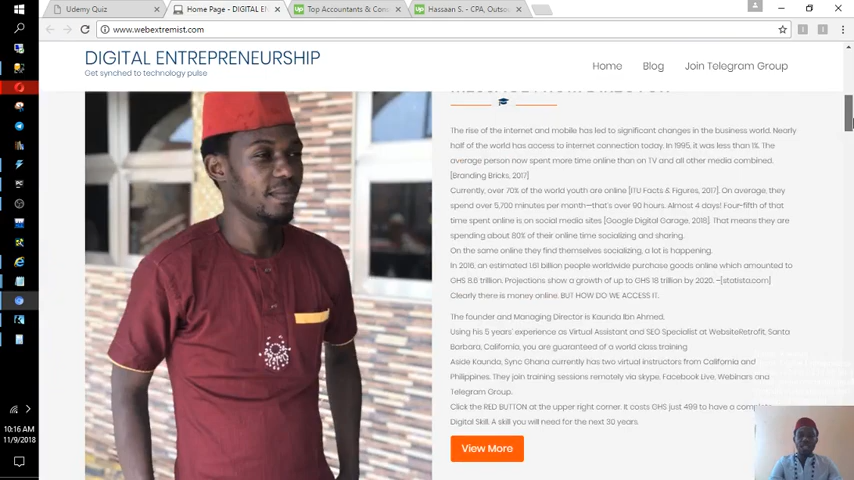 Udemy Quiz
Home Page - DIGITAL EN
Top Accountants & Con
Hassaan S. - CPA, Outso
www.webextremist.com
DIGITAL ENTREPRENEURSHIP
Get synched to technology pulse
Home
Blog
Join Telegram Group
MESSAGE FROM DIRECTOR
The rise of the internet and mobile has led to significant changes in the business world. Nearly
half of the world has access to internet connection today. In 1995, it was less than 1%. The
average person now spent more time online than on TV and all other media combined.
[Branding Bricks, 2017]
Currently, over 70% of the world youth are online [ITU Facts & Figures, 2017]. On average, they
spend over 5,700 minutes per month—that's over 90 hours. Almost 4 days! Four-fifth of that
time spent online is on social media sites [Google Digital Garage, 2018]. That means they are
spending about 80% of their online time socializing and sharing.
On the same online they find themselves socializing, a lot is happening.
In 2016, an estimated 1.61 billion people worldwide purchase goods online which amounted to
GHS 8.6 trillion. Projections show a growth of up to GHS 18 trillion by 2020. –[statista.com]
Clearly there is money online. BUT HOW DO WE ACCESS IT.
The founder and Managing Director is Kaunda Ibn Ahmed,
Using his 5 years' experience as Virtual Assistant and SEO Specialist at WebsiteRetrofit, Santa
Barbara, California, you are guaranteed of a world class training
Aside Kaunda, Sync Ghana currently has two virtual instructors from California and
Philippines. They join training sessions remotely via skype, Facebook Live, Webinars and
Telegram Group.
Click the RED BUTTON at the upper right corner. It costs GHS just 499 to have a complete
Digital Skill. A skill you will need for the next 30 years.
View More
10:16 AM
11/9/2018